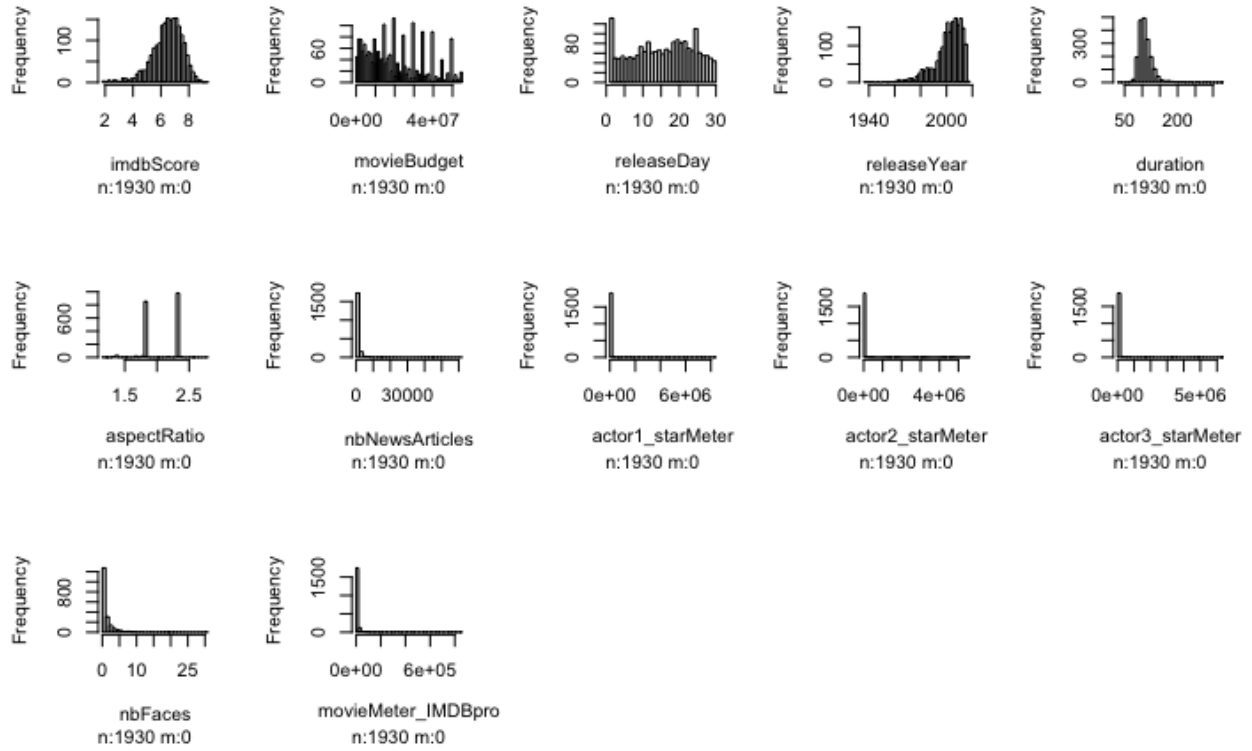 Frequency
0 100
2 4 6 8
imdbScore
n:1930 m:0
Frequency
0 60
0e+00 4e+07
movieBudget
n:1930 m:0
Frequency
0 80
0 10 20 30
releaseDay
n:1930 m:0
Frequency
0 100
1940 2000
releaseYear
n:1930 m:0
Frequency
0 300
50 200
duration
n:1930 m:0
Frequency
0 600
1.5 2.5
aspectRatio
n:1930 m:0
Frequency
0 1500
0 30000
nbNewsArticles
n:1930 m:0
Frequency
0 1500
0e+00 6e+06
actor1_starMeter
n:1930 m:0
Frequency
0 1500
0e+00 4e+06
actor2_starMeter
n:1930 m:0
Frequency
0 1500
0e+00 5e+06
actor3_starMeter
n:1930 m:0
Frequency
0 800
0 10 25
nbFaces
n:1930 m:0
Frequency
0 1500
0e+00 6e+05
movieMeter_IMDBpro
n:1930 m:0